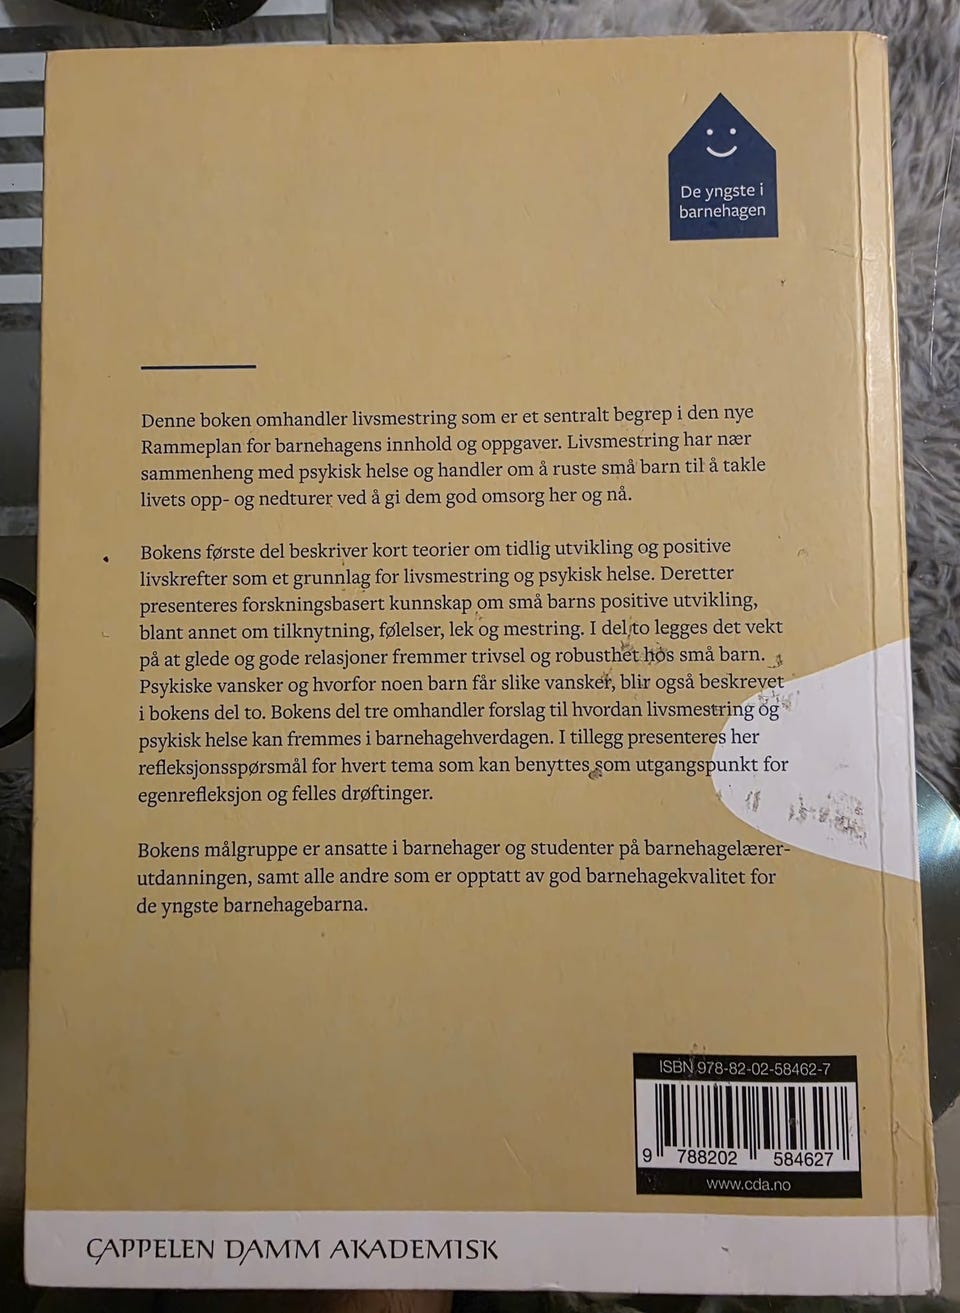 De yngste i
barnehagen
Denne boken omhandler livsmestring som er et sentralt begrep i den nye
Rammeplan for barnehagens innhold og oppgaver. Livsmestring har nær
sammenheng med psykisk helse og handler om å ruste små barn til å takle
livets opp- og nedturer ved å gi dem god omsorg her og nå.
Bokens første del beskriver kort teorier om tidlig utvikling og positive
livskrefter som et grunnlag for livsmestring og psykisk helse. Deretter
presenteres forskningsbasert kunnskap om små barns positive utvikling,
blant annet om tilknytning, følelser, lek og mestring. I del to legges det vekt
på at glede og gode relasjoner fremmer trivsel og robusthet hos små barn.
Psykiske vansker og hvorfor noen barn får slike vansker, blir også beskrevet
i bokens del to. Bokens del tre omhandler forslag til hvordan livsmestring og
psykisk helse kan fremmes i barnehagehverdagen. I tillegg presenteres her
refleksjonsspørsmål for hvert tema som kan benyttes som utgangspunkt for
egenrefleksjon og felles drøftinger.
Bokens målgruppe er ansatte i barnehager og studenter på barnehagelærer-
utdanningen, samt alle andre som er opptatt av god barnehagekvalitet for
de yngste barnehagebarna.
ISBN 978-82-02-58462-7
9 788202 584627
www.cda.no
CAPPELEN DAMM AKADEMISK